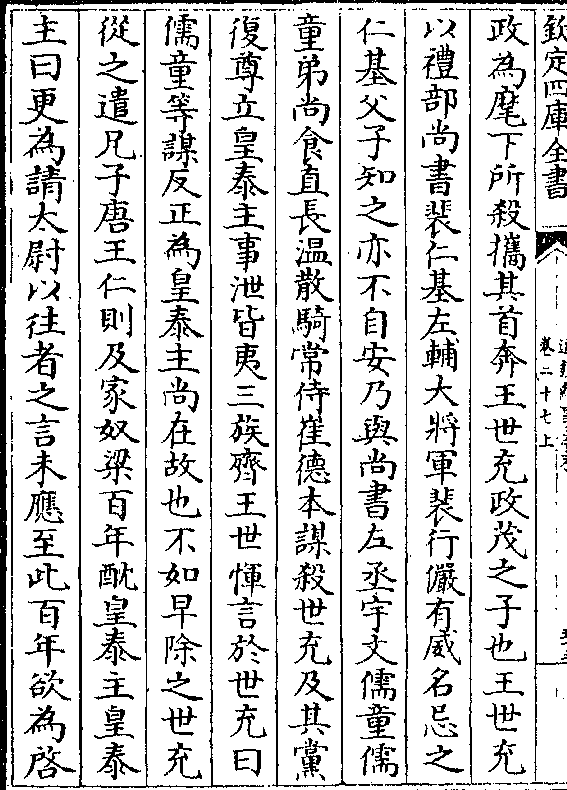 欽定四庫全書
卷二十七上
政為麾下所殺攜其首奔王世充政茂之子也王世充
以禮部尚書裴仁基左輔大將軍裴行儼有威名忌之
仁基父子知之亦不自安乃與尚書左丞宇文儒童儒
童弟尚食直長溫散騎常侍崔德本謀殺世充及其黨
復尊立皇泰主事泄皆夷三族齊王世惲言於世充曰
儒童等謀反正為皇泰主尚在故也不如早除之世充
從之遣兄子唐王仁則及家奴梁百年酖皇泰主皇泰
主曰更為請太尉以往者之言未應至此百年欲為啓